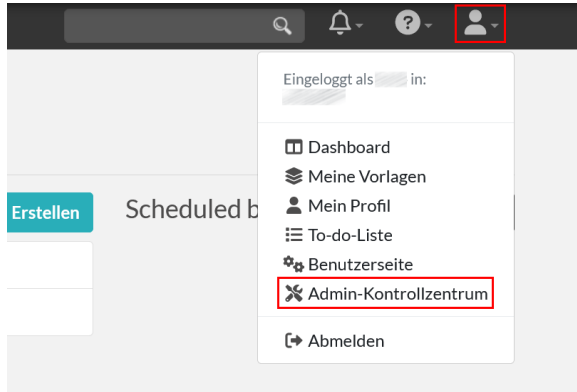 Eingeloggt als in:
Dashboard
Meine Vorlagen
Erstellen
Scheduled b
Mein Profil
To-do-Liste
Benutzerseite
Admin-Kontrollzentrum
Abmelden